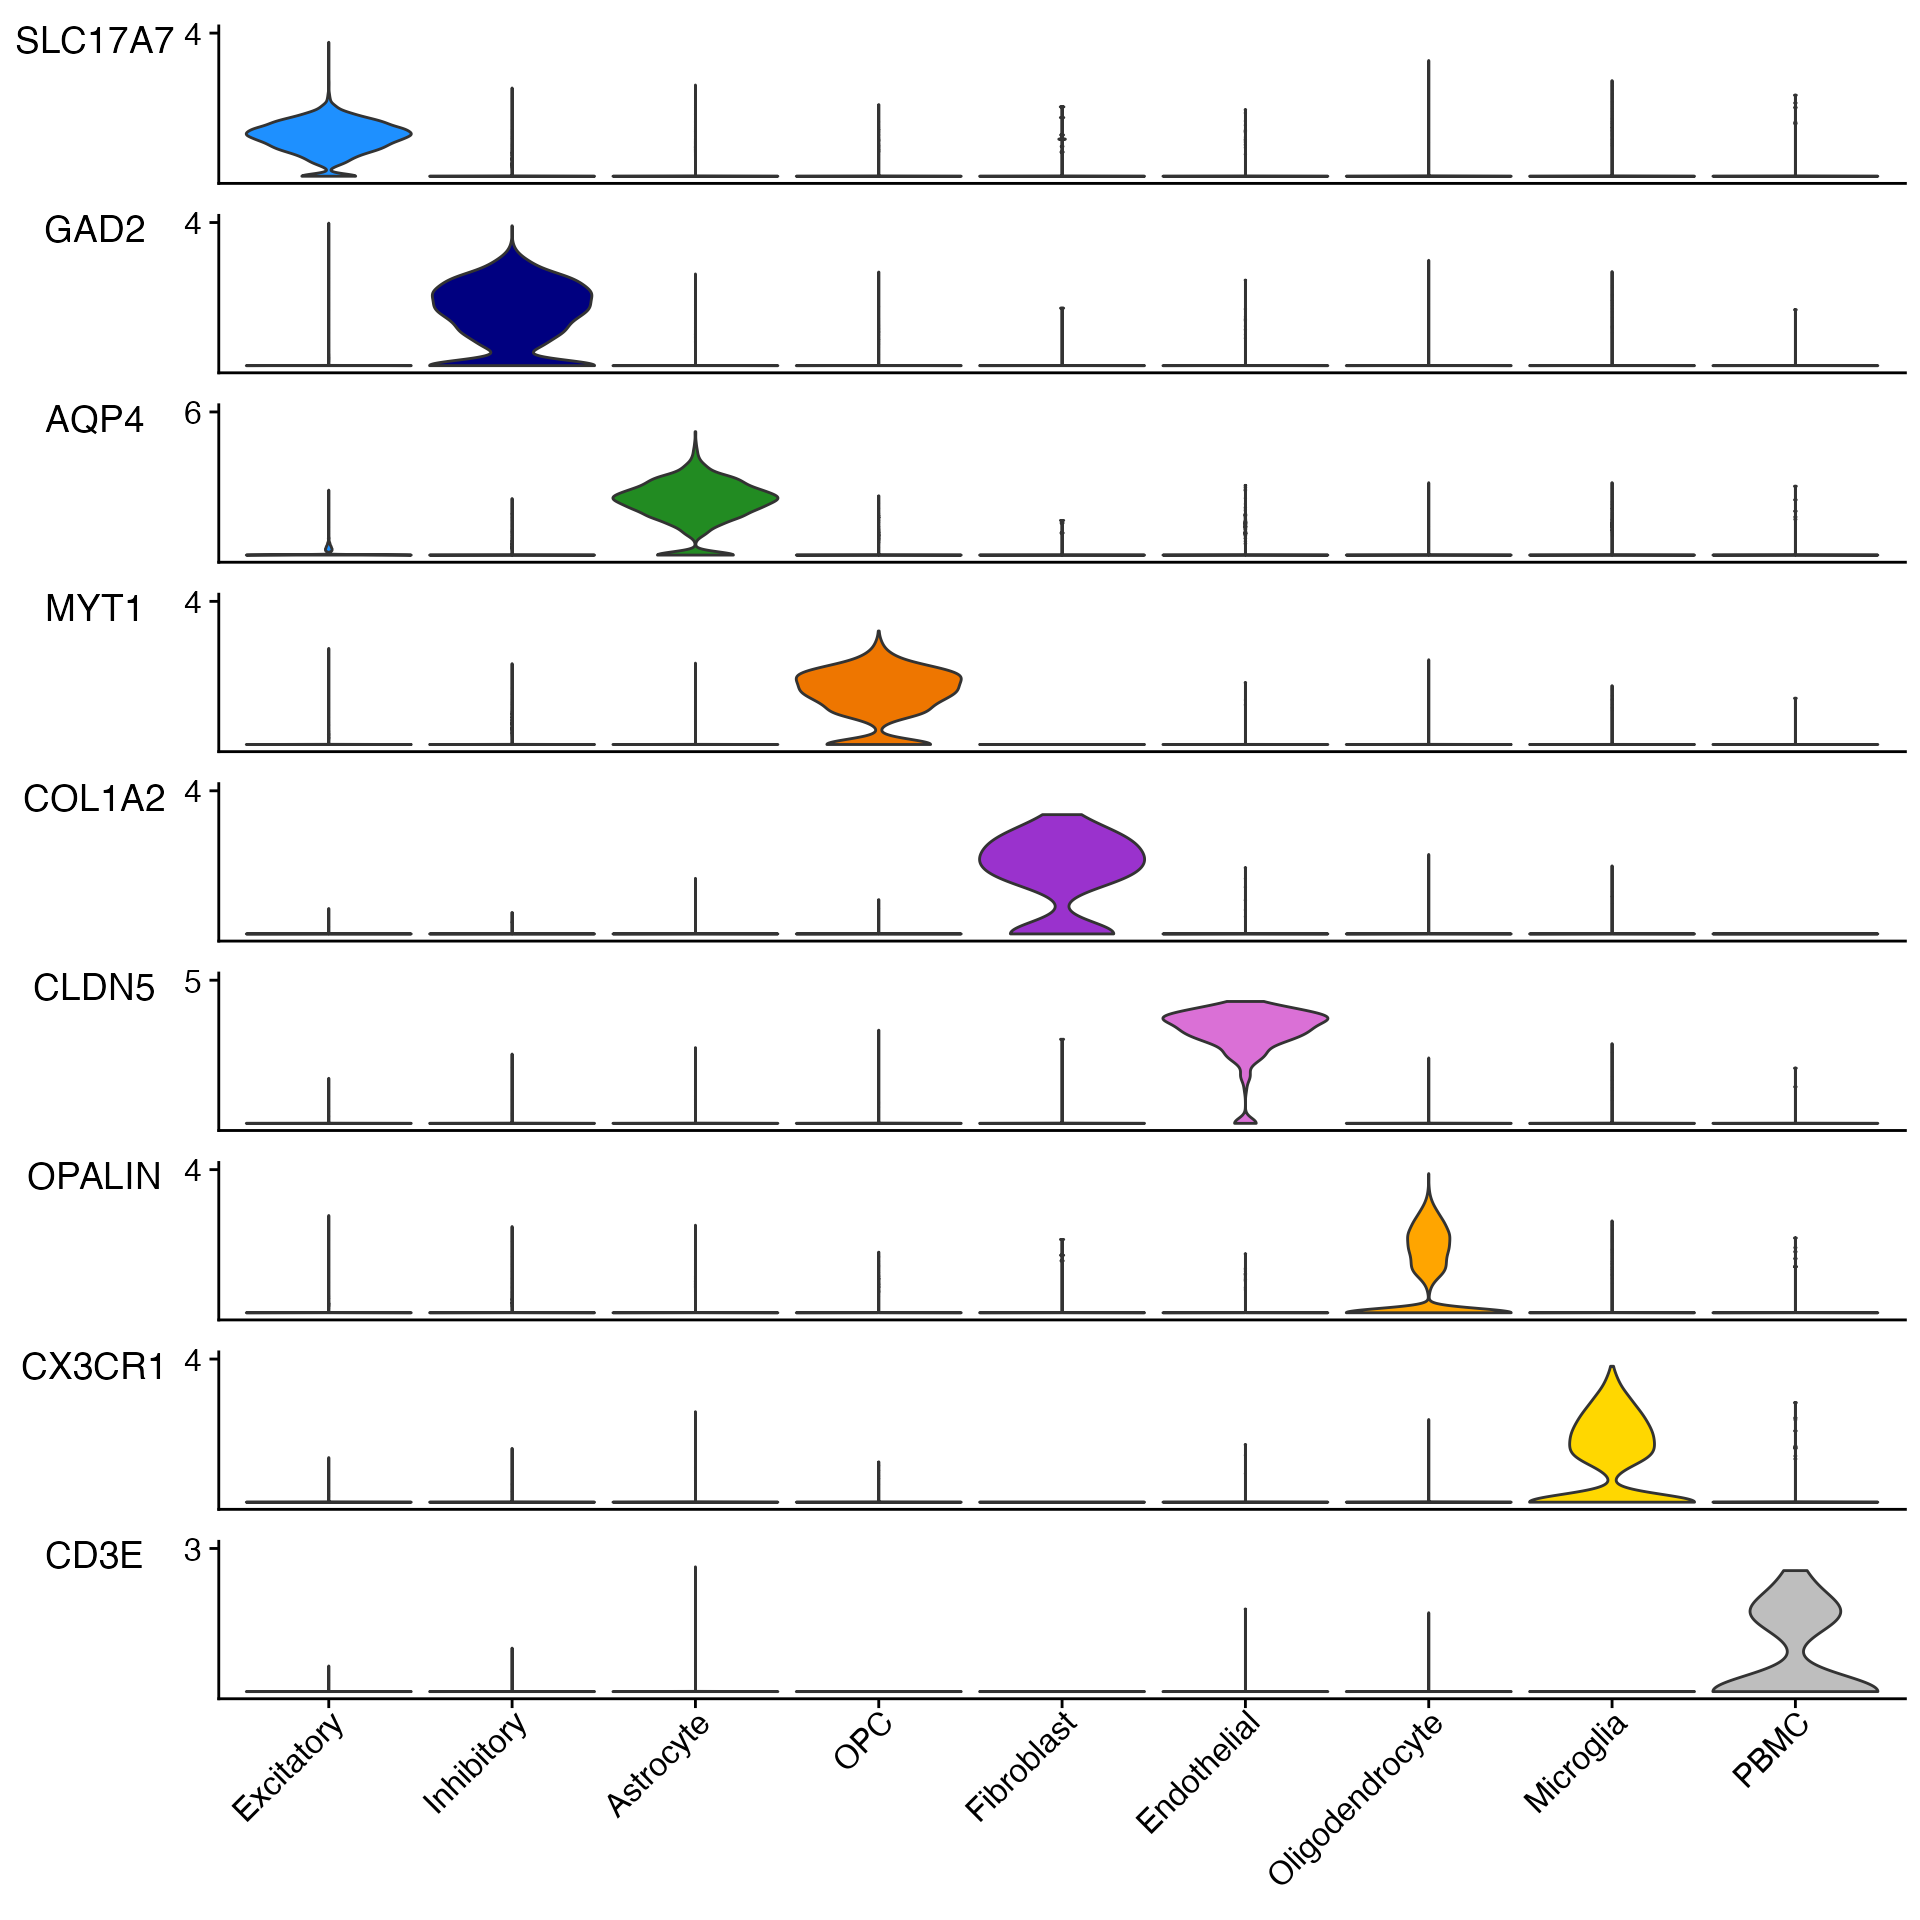 SLC17A7 4
GAD2 4
AQP4 6
MYT1 4
COL1A2 4
CLDN5 5
OPALIN 4
CX3CR1 4
CD3E 3
Excitatory
Inhibitory
Astrocyte
OPC
Fibroblast
Endothelial
Oligodendrocyte
Microglia
PBMC